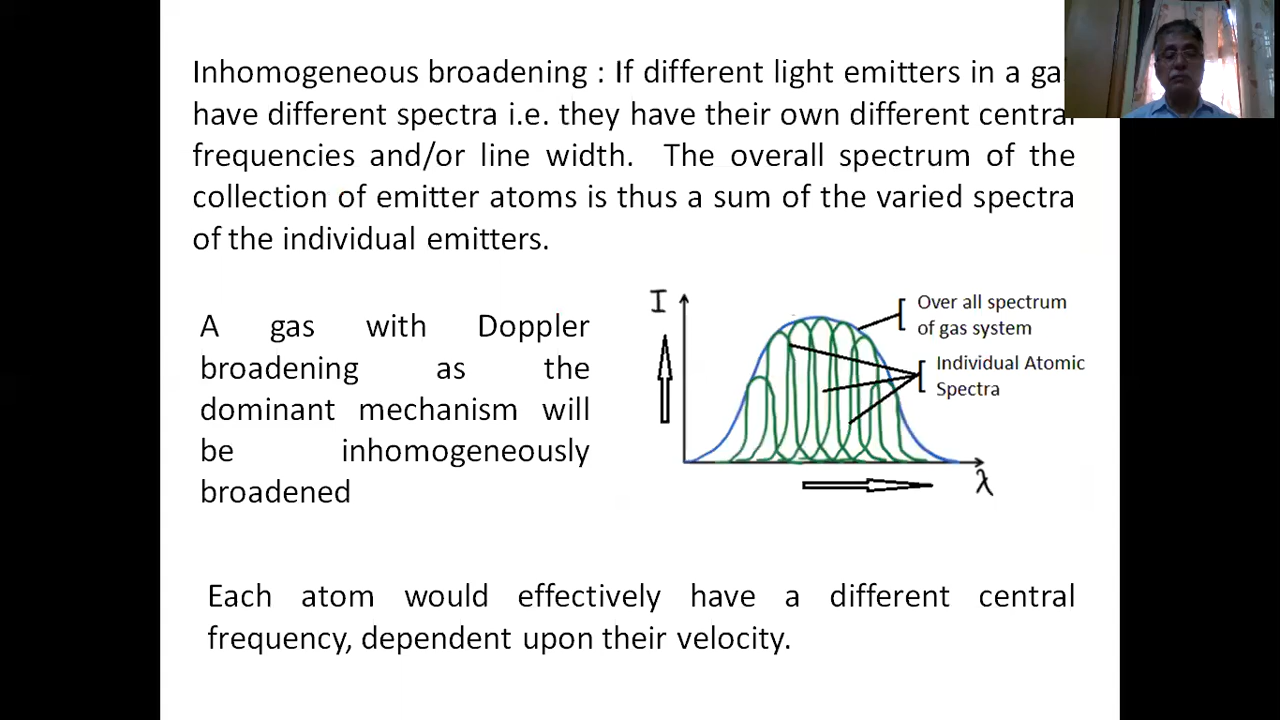 Inhomogeneous broadening : If different light emitters in a ga
have different spectra i.e. they have their own different central
frequencies and/or line width. The overall spectrum of the
collection of emitter atoms is thus a sum of the varied spectra
of the individual emitters.
A gas with Doppler
broadening as the
dominant mechanism will
be inhomogeneously
broadened
I
Over all spectrum
of gas system
Individual Atomic
Spectra
λ
Each atom would effectively have a different central
frequency, dependent upon their velocity.